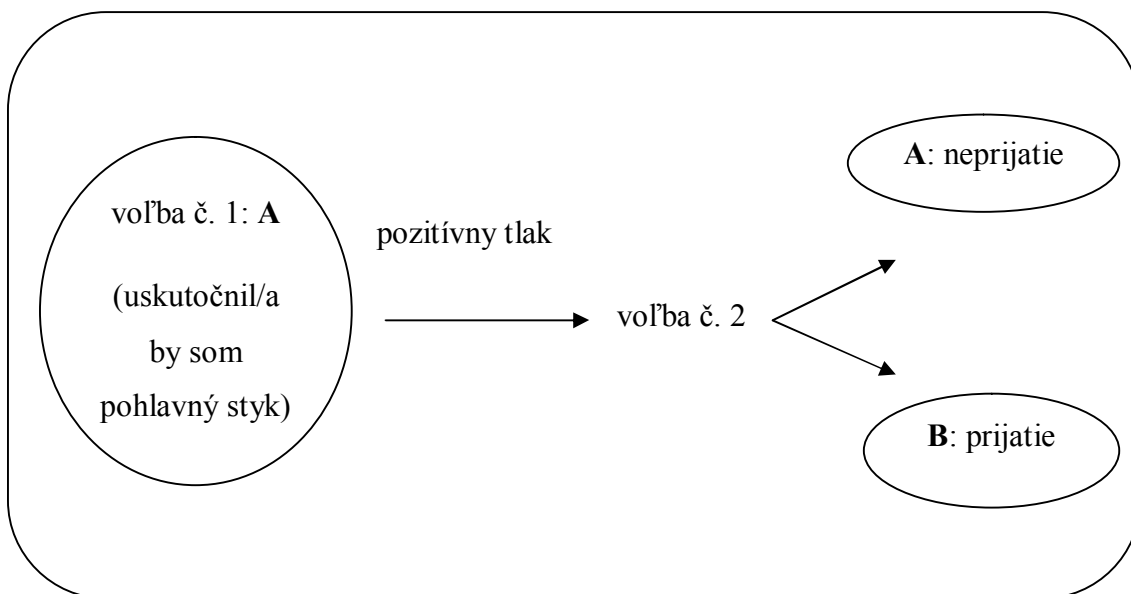 voľba č. 1: A
(uskutočnil/a
by som
pohlavný styk)
pozitívny tlak
voľba č. 2
A: neprijatie
B: prijatie